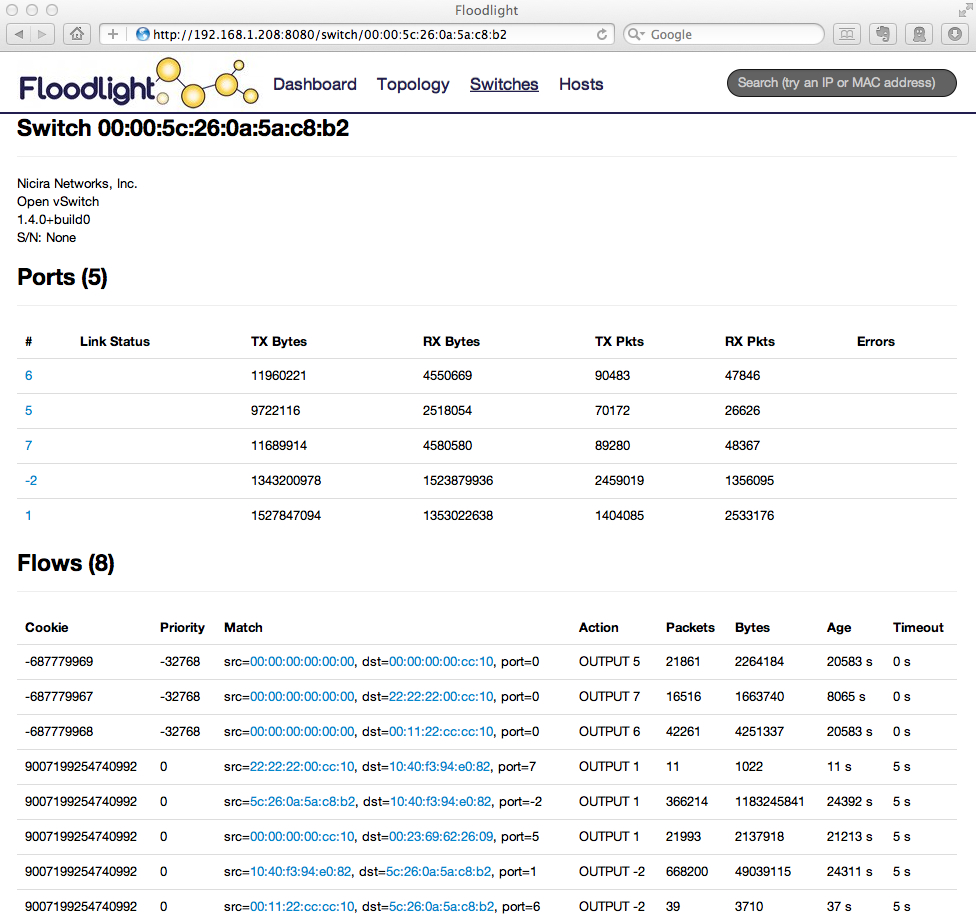 Floodlight
http://192.168.1.208:8080/switch/00:00:5c:26:0a:5a:c8:b2
Google
Floodlight Dashboard Topology Switches Hosts Search (try an IP or MAC address)
Switch 00:00:5c:26:0a:5a:c8:b2
Nicira Networks, Inc.
Open vSwitch
1.4.0+build0
S/N: None
Ports (5)
# Link Status TX Bytes RX Bytes TX Pkts RX Pkts Errors
6 11960221 4550669 90483 47846
5 9722116 2518054 70172 26626
7 11689914 4580580 89280 48367
-2 1343200978 1523879936 2459019 1356095
1 1527847094 1353022638 1404085 2533176
Flows (8)
Cookie Priority Match Action Packets Bytes Age Timeout
-687779969 -32768 src=00:00:00:00:00:00, dst=00:00:00:00:cc:10, port=0 OUTPUT 5 21861 2264184 20583 s 0 s
-687779967 -32768 src=00:00:00:00:00:00, dst=22:22:22:00:cc:10, port=0 OUTPUT 7 16516 1663740 8065 s 0 s
-687779968 -32768 src=00:00:00:00:00:00, dst=00:11:22:cc:cc:10, port=0 OUTPUT 6 42261 4251337 20583 s 0 s
9007199254740992 0 src=22:22:22:00:cc:10, dst=10:40:f3:94:e0:82, port=7 OUTPUT 1 11 1022 11 s 5 s
9007199254740992 0 src=5c:26:0a:5a:c8:b2, dst=10:40:f3:94:e0:82, port=-2 OUTPUT 1 366214 1183245841 24392 s 5 s
9007199254740992 0 src=00:00:00:00:cc:10, dst=00:23:69:62:26:09, port=5 OUTPUT 1 21993 2137918 21213 s 5 s
9007199254740992 0 src=10:40:f3:94:e0:82, dst=5c:26:0a:5a:c8:b2, port=1 OUTPUT -2 668200 49039115 24311 s 5 s
9007199254740992 0 src=00:11:22:cc:cc:10, dst=5c:26:0a:5a:c8:b2, port=6 OUTPUT -2 39 3710 37 s 5 s